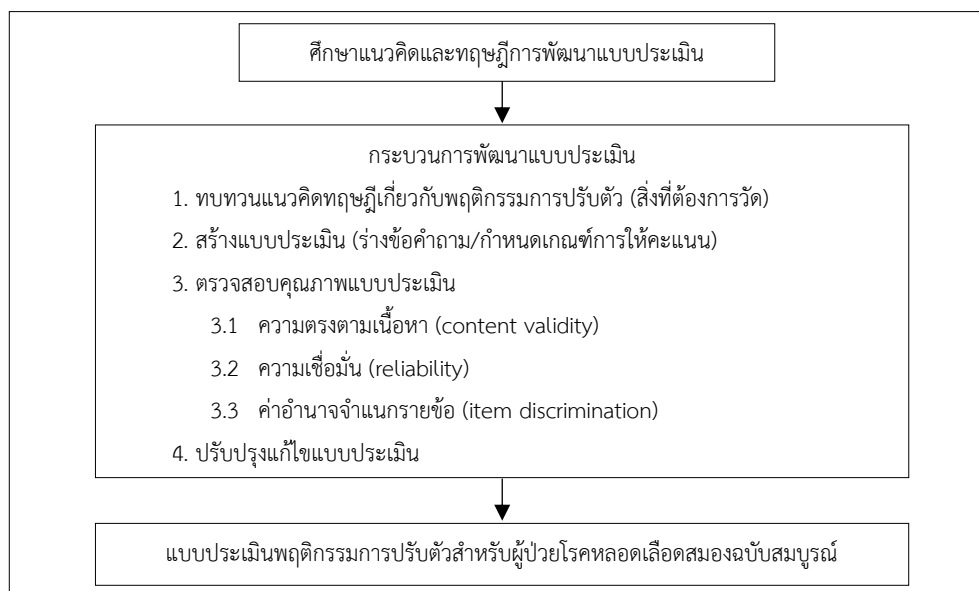 ศึกษาแนวคิดและทฤษฎีการพัฒนาแบบประเมิน
กระบวนการพัฒนาแบบประเมิน
1. ทบทวนแนวคิดทฤษฎีเกี่ยวกับพฤติกรรมการปรับตัว (สิ่งที่ต้องการวัด)
2. สร้างแบบประเมิน (ร่างข้อคำถาม/กำหนดเกณฑ์การให้คะแนน)
3. ตรวจสอบคุณภาพแบบประเมิน
3.1 ความตรงตามเนื้อหา (content validity)
3.2 ความเชื่อมั่น (reliability)
3.3 ค่าอำนาจจำแนกรายข้อ (item discrimination)
4. ปรับปรุงแก้ไขแบบประเมิน
แบบประเมินพฤติกรรมการปรับตัวสำหรับผู้ป่วยโรคหลอดเลือดสมองฉบับสมบูรณ์